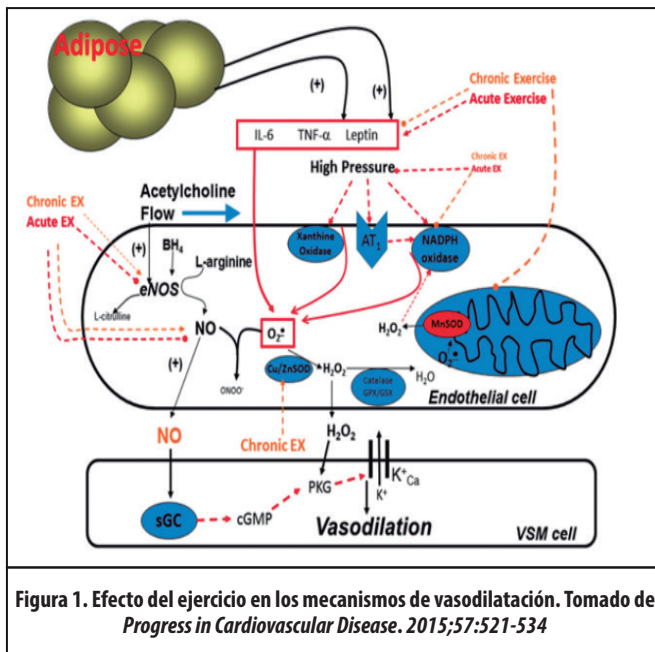 Adipose
(+)
(+)
Chronic Exercise
Acute Exercise
IL-6 TNF-α Leptin
High Pressure
Chronic EX
Acute EX
Chronic EX
Acute EX
Acetylcholine
Flow
(+)
BH₄
L-arginine
eNOS
L-citrulline
Xanthine
Oxidase
AT₁
NADPH
oxidase
NO
O₂•⁻
H₂O₂
MnSOD
O₂•⁻
(+)
ONOO⁻
Cu/ZnSOD
H₂O₂
Catalase
GPX/GSX
H₂O
Endothelial cell
NO
Chronic EX
H₂O₂
PKG
K⁺Ca
K⁺
sGC
cGMP
Vasodilation
VSM cell
Figura 1. Efecto del ejercicio en los mecanismos de vasodilatación. Tomado de
Progress in Cardiovascular Disease. 2015;57:521-534